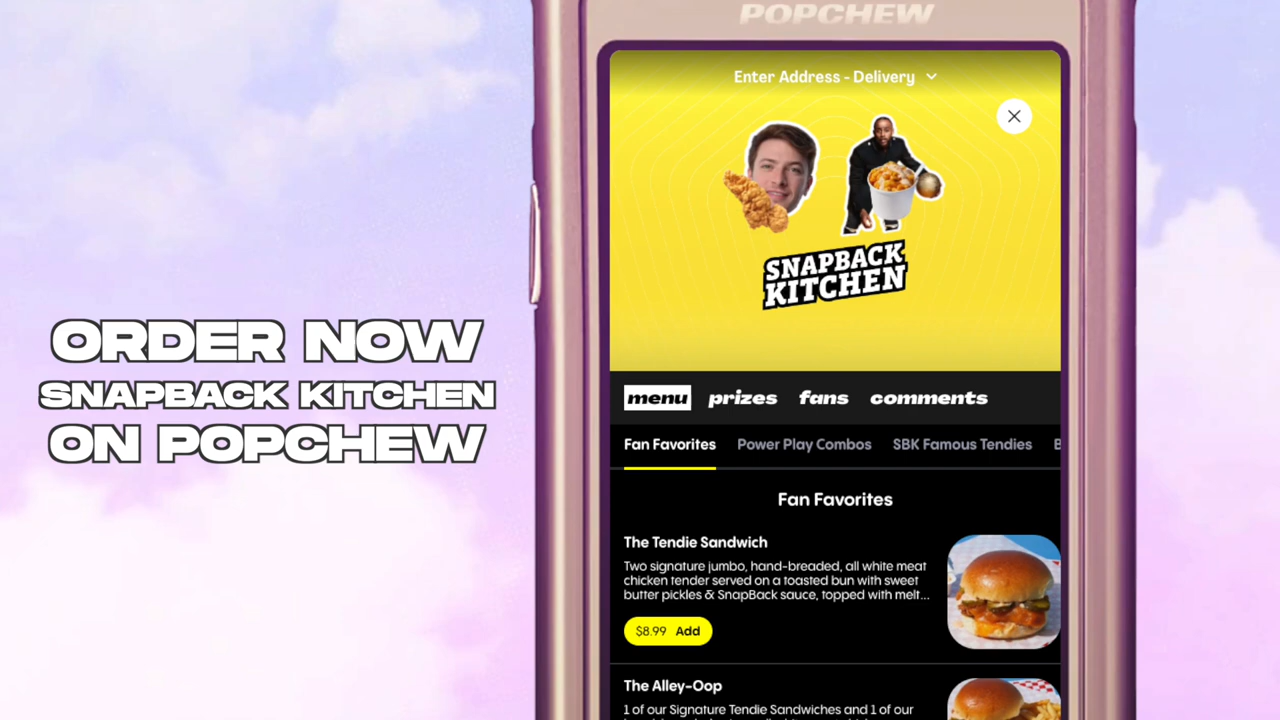 POPCHEW
Enter Address - Delivery
SNAPBACK
KITCHEN
ORDER NOW
SNAPBACK KITCHEN
ON POPCHEW
menu prizes fans comments
Fan Favorites Power Play Combos SBK Famous Tendies B
Fan Favorites
The Tendie Sandwich
Two signature jumbo, hand-breaded, all white meat
chicken tender served on a toasted bun with sweet
butter pickles & SnapBack sauce, topped with melt...
$8.99 Add
The Alley-Oop
1 of our Signature Tendie Sandwiches and 1 of our